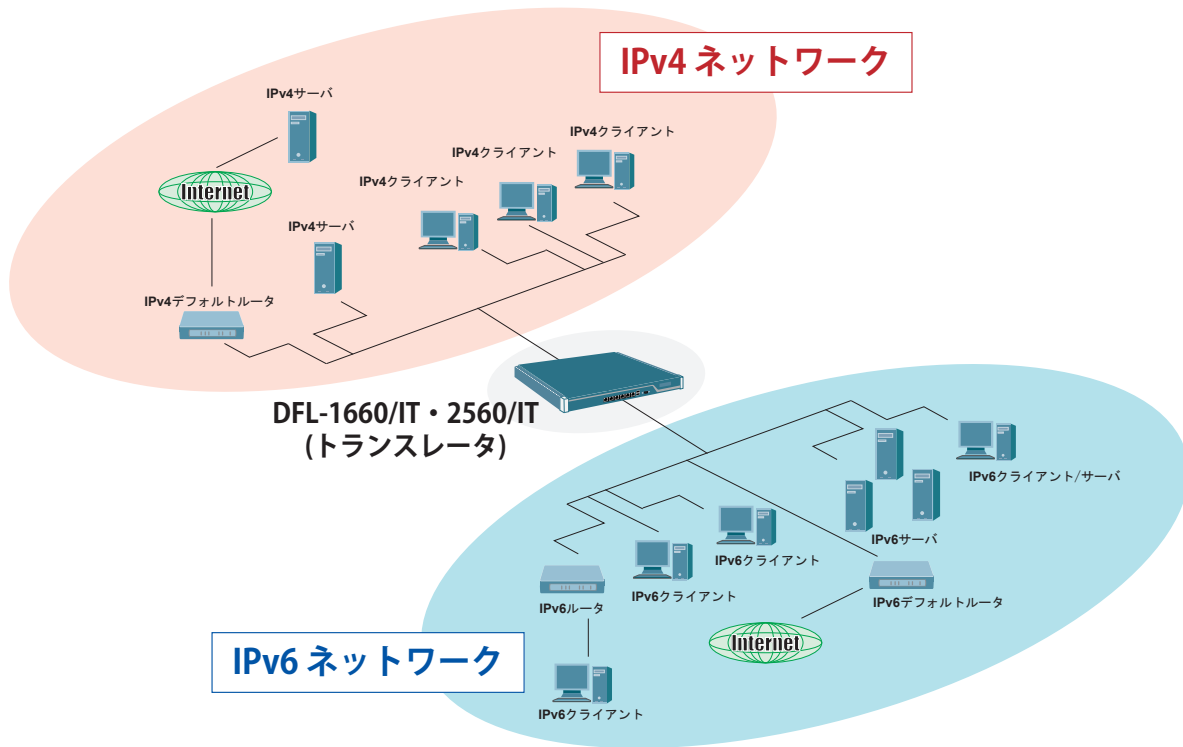 IPv4 ネットワーク
IPv4サーバ
IPv4クライアント
IPv4クライアント
IPv4クライアント
Internet
IPv4サーバ
IPv4デフォルトルータ
DFL-1660/IT・2560/IT
(トランスレータ)
IPv6クライアント/サーバ
IPv6サーバ
IPv6クライアント
IPv6クライアント
IPv6ルータ
IPv6デフォルトルータ
Internet
IPv6 ネットワーク
IPv6クライアント